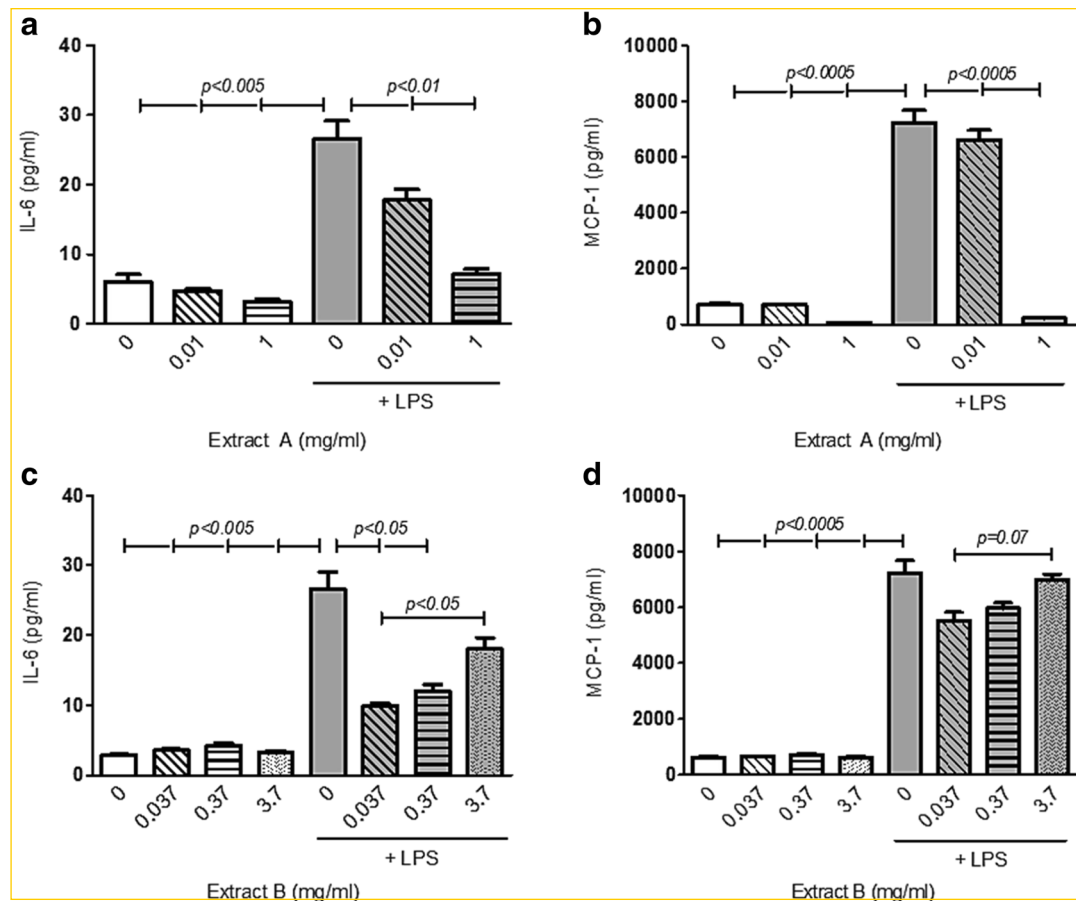 a
40
30
20
10
0
IL-6 (pg/ml)
p<0.005
p<0.01
0
0.01
1
0
0.01
1
+ LPS
Extract A (mg/ml)
b
10000
8000
6000
4000
2000
0
MCP-1 (pg/ml)
p<0.0005
p<0.0005
0
0.01
1
0
0.01
1
+ LPS
Extract A (mg/ml)
c
40
30
20
10
0
IL-6 (pg/ml)
p<0.005
p<0.05
p<0.05
0
0.037
0.37
3.7
0
0.037
0.37
3.7
+ LPS
Extract B (mg/ml)
d
10000
8000
6000
4000
2000
0
MCP-1 (pg/ml)
p<0.0005
p=0.07
0
0.037
0.37
3.7
0
0.037
0.37
3.7
+ LPS
Extract B (mg/ml)